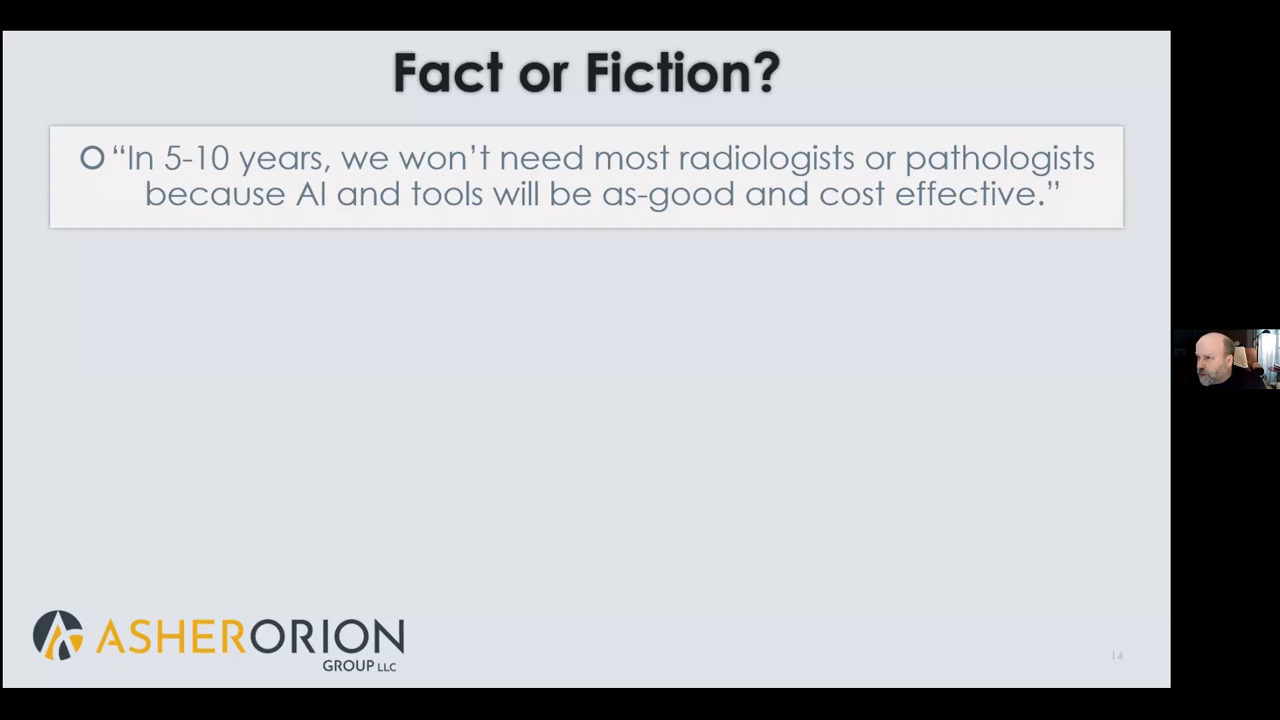 Fact or Fiction?
“In 5-10 years, we won’t need most radiologists or pathologists
because AI and tools will be as-good and cost effective.”
ASHERORION
GROUP LLC
14